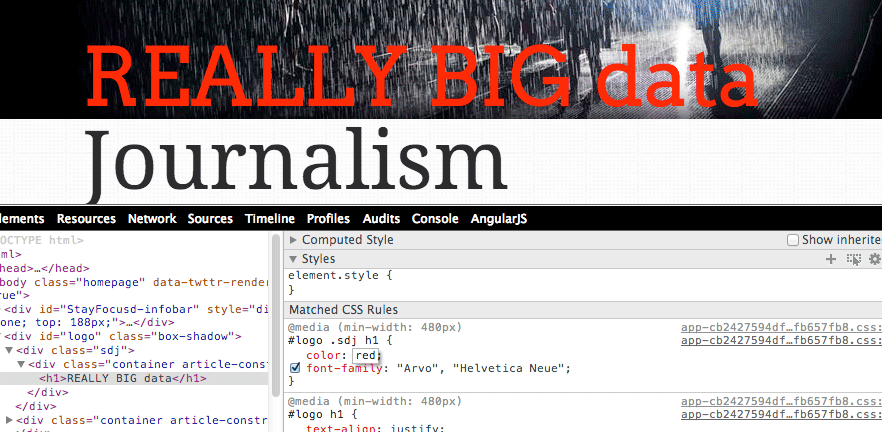 REALLY BIG data
Journalism
lements Resources Network Sources Timeline Profiles Audits Console AngularJS
OCTYPE html>
ml>
head>…</head>
body class="homepage" data-twttr-render
rue">
<div id="StayFocusd-infobar" style="di
one; top: 188px;">…</div>
<div id="logo" class="box-shadow">
▼<div class="sdj">
▼<div class="container article-const
<h1>REALLY BIG data</h1>
</div>
</div>
▶<div class="container article-constr
▶ Computed Style Show inherite
▼ Styles
element.style {
}
Matched CSS Rules
@media (min-width: 480px) app-cb2427594df…fb657fb8.css:
#logo .sdj h1 { app-cb2427594df…fb657fb8.css:
color: red;
font-family: "Arvo", "Helvetica Neue";
}
@media (min-width: 480px) app-cb2427594df…fb657fb8.css:
#logo h1 { app-cb2427594df…fb657fb8.css:
text-align: justify;